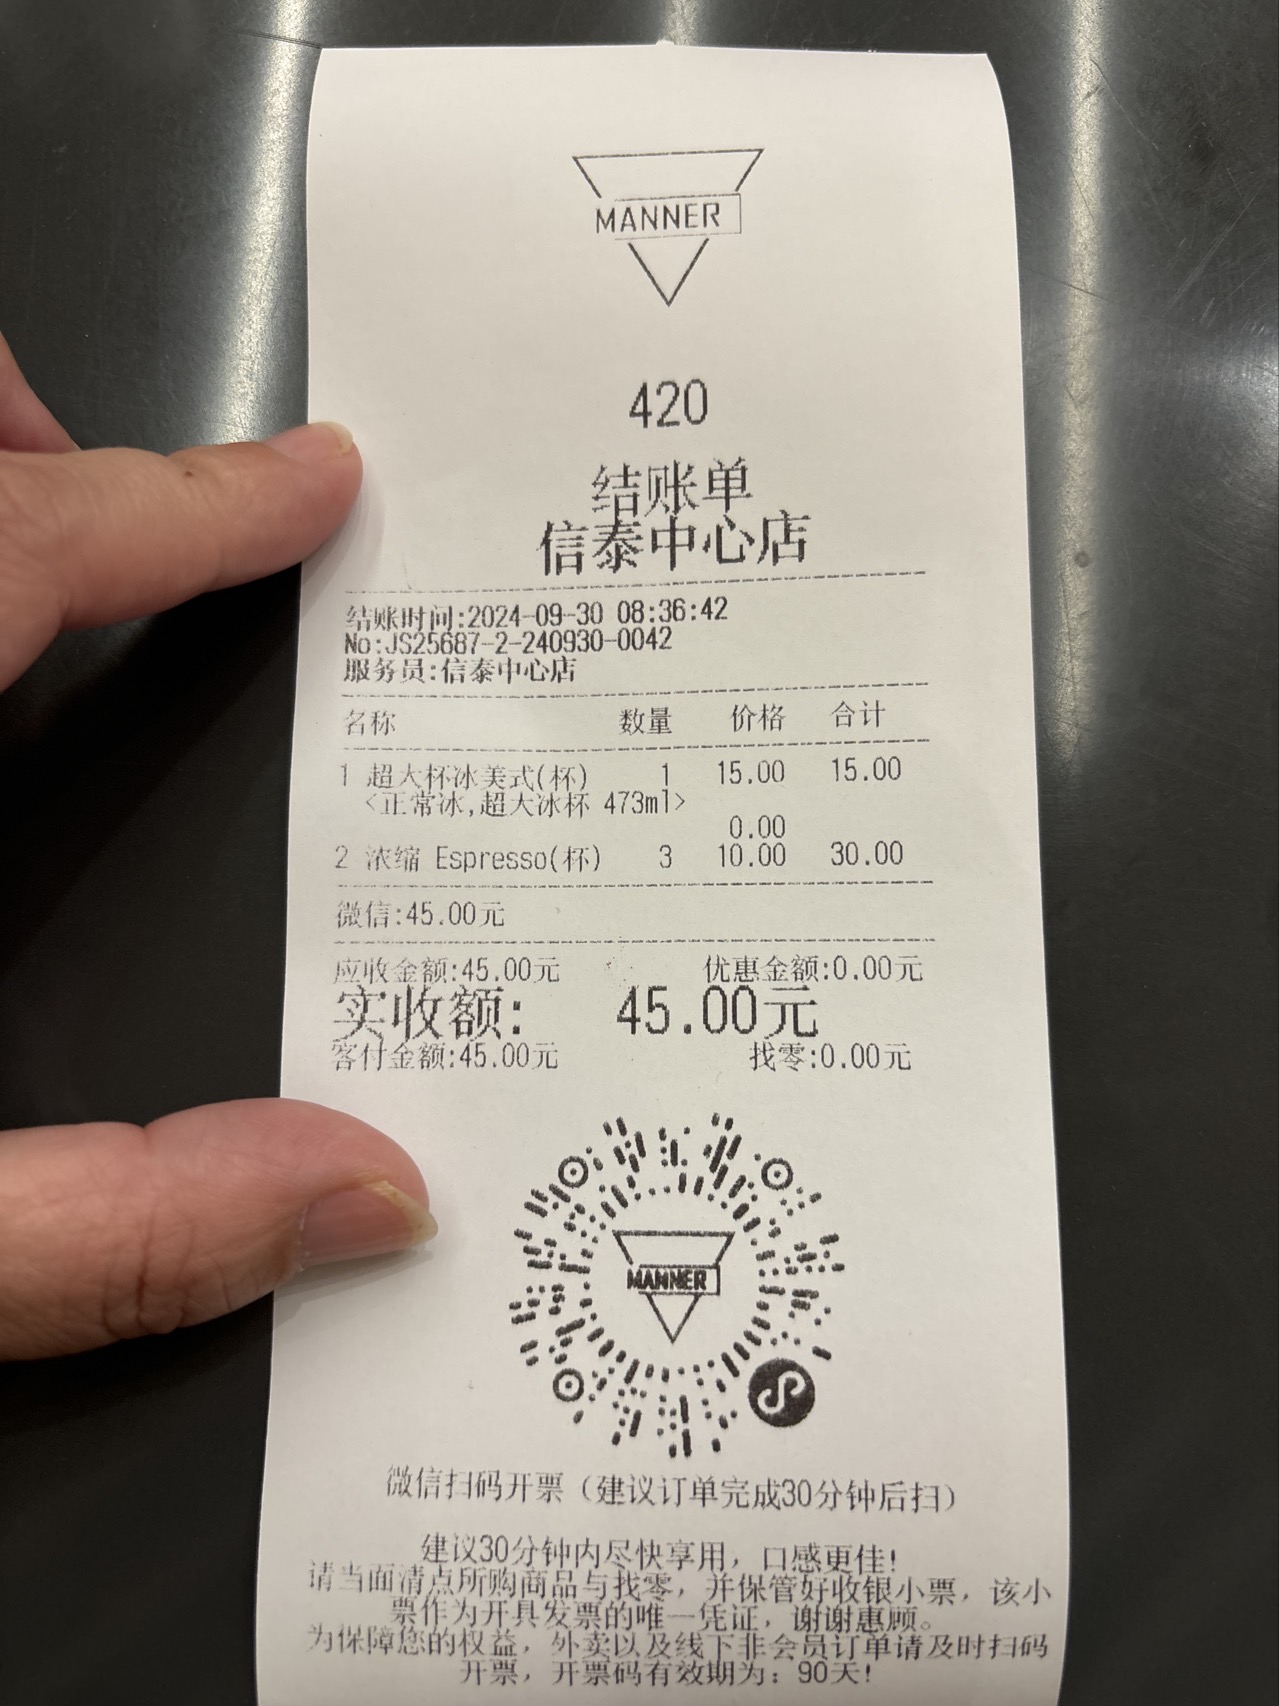 MANNER
420
结账单
信泰中心店
结账时间:2024-09-30 08:36:42
No:JS25687-2-240930-0042
服务员:信泰中心店
名称 数量 价格 合计
1 超大杯冰美式(杯) 1 15.00 15.00
<正常冰,超大冰杯 473ml>
0.00
2 浓缩 Espresso(杯) 3 10.00 30.00
微信:45.00元
应收金额:45.00元 优惠金额:0.00元
实收额: 45.00元
客付金额:45.00元 找零:0.00元
MANNER
微信扫码开票（建议订单完成30分钟后扫）
建议30分钟内尽快享用，口感更佳!
请当面清点所购商品与找零，并保管好收银小票，该小
票作为开具发票的唯一凭证，谢谢惠顾。
为保障您的权益，外卖以及线下非会员订单请及时扫码
开票，开票码有效期为：90天!